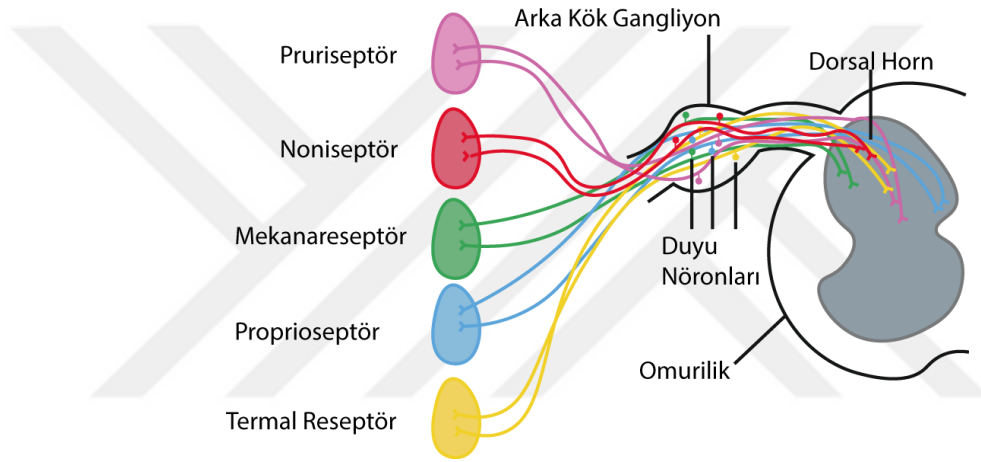 Arka Kök Gangliyon
Pruriseptör
Dorsal Horn
Noniseptör
Mekanareseptör
Duyu
Nöronları
Proprioseptör
Omurilik
Termal Reseptör